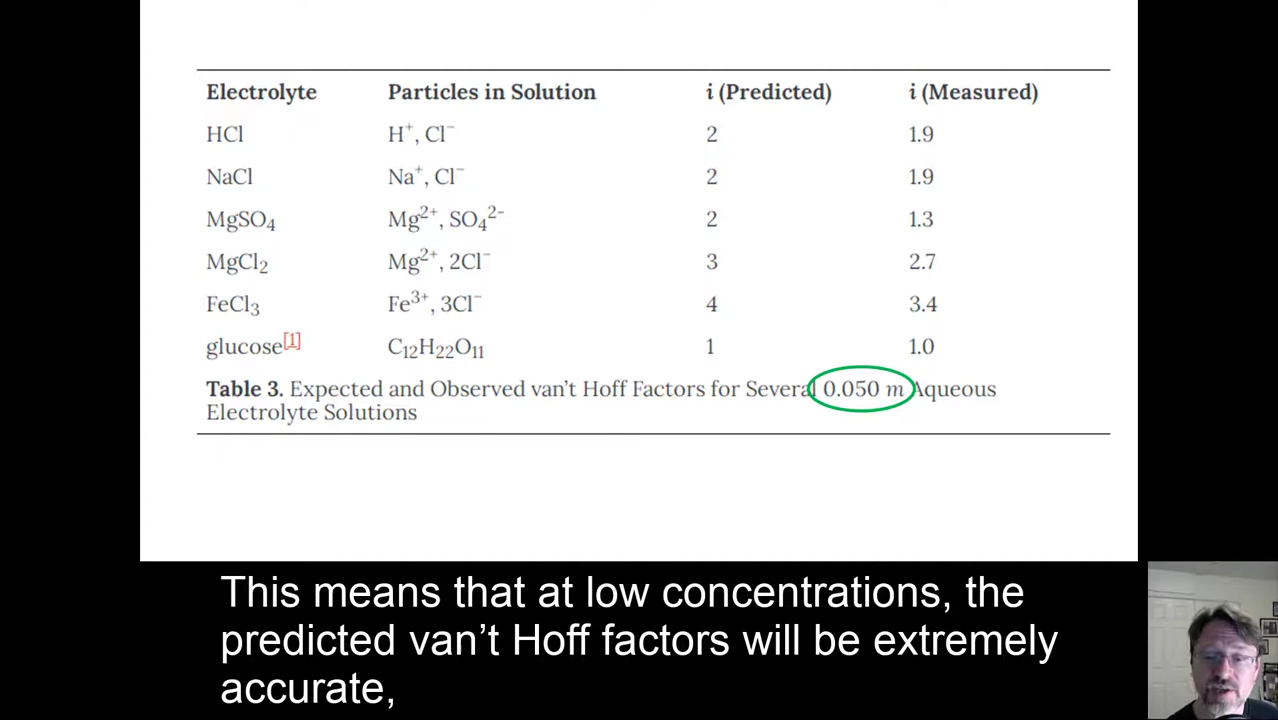 Electrolyte Particles in Solution i (Predicted) i (Measured)
HCl H⁺, Cl⁻ 2 1.9
NaCl Na⁺, Cl⁻ 2 1.9
MgSO₄ Mg²⁺, SO₄²⁻ 2 1.3
MgCl₂ Mg²⁺, 2Cl⁻ 3 2.7
FeCl₃ Fe³⁺, 3Cl⁻ 4 3.4
glucose[1] C₁₂H₂₂O₁₁ 1 1.0
Table 3. Expected and Observed van't Hoff Factors for Several 0.050 m Aqueous
Electrolyte Solutions
This means that at low concentrations, the
predicted van’t Hoff factors will be extremely
accurate,